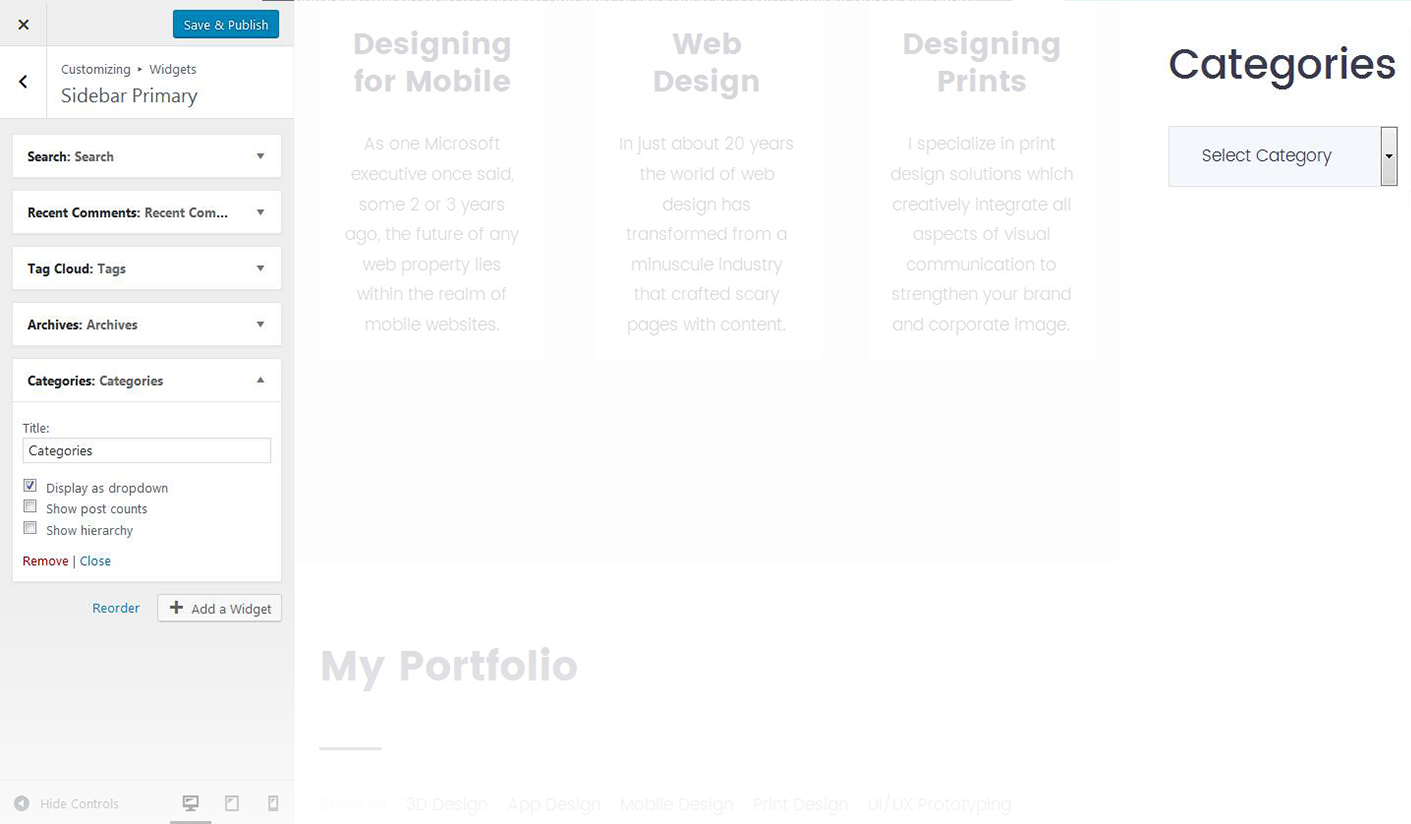 Save & Publish
Customizing ▸ Widgets
Sidebar Primary
Search: Search
Recent Comments: Recent Com...
Tag Cloud: Tags
Archives: Archives
Categories: Categories
Title:
Categories
Display as dropdown
Show post counts
Show hierarchy
Remove | Close
Reorder
Add a Widget
Hide Controls
Designing
for Mobile
As one Microsoft
executive once said,
some 2 or 3 years
ago, the future of any
web property lies
within the realm of
mobile websites.
Web
Design
In just about 20 years
the world of web
design has
transformed from a
minuscule industry
that crafted scary
pages with content.
Designing
Prints
I specialize in print
design solutions which
creatively integrate all
aspects of visual
communication to
strengthen your brand
and corporate image.
My Portfolio
3D Design App Design Mobile Design Print Design UI/UX Prototyping
Categories
Select Category